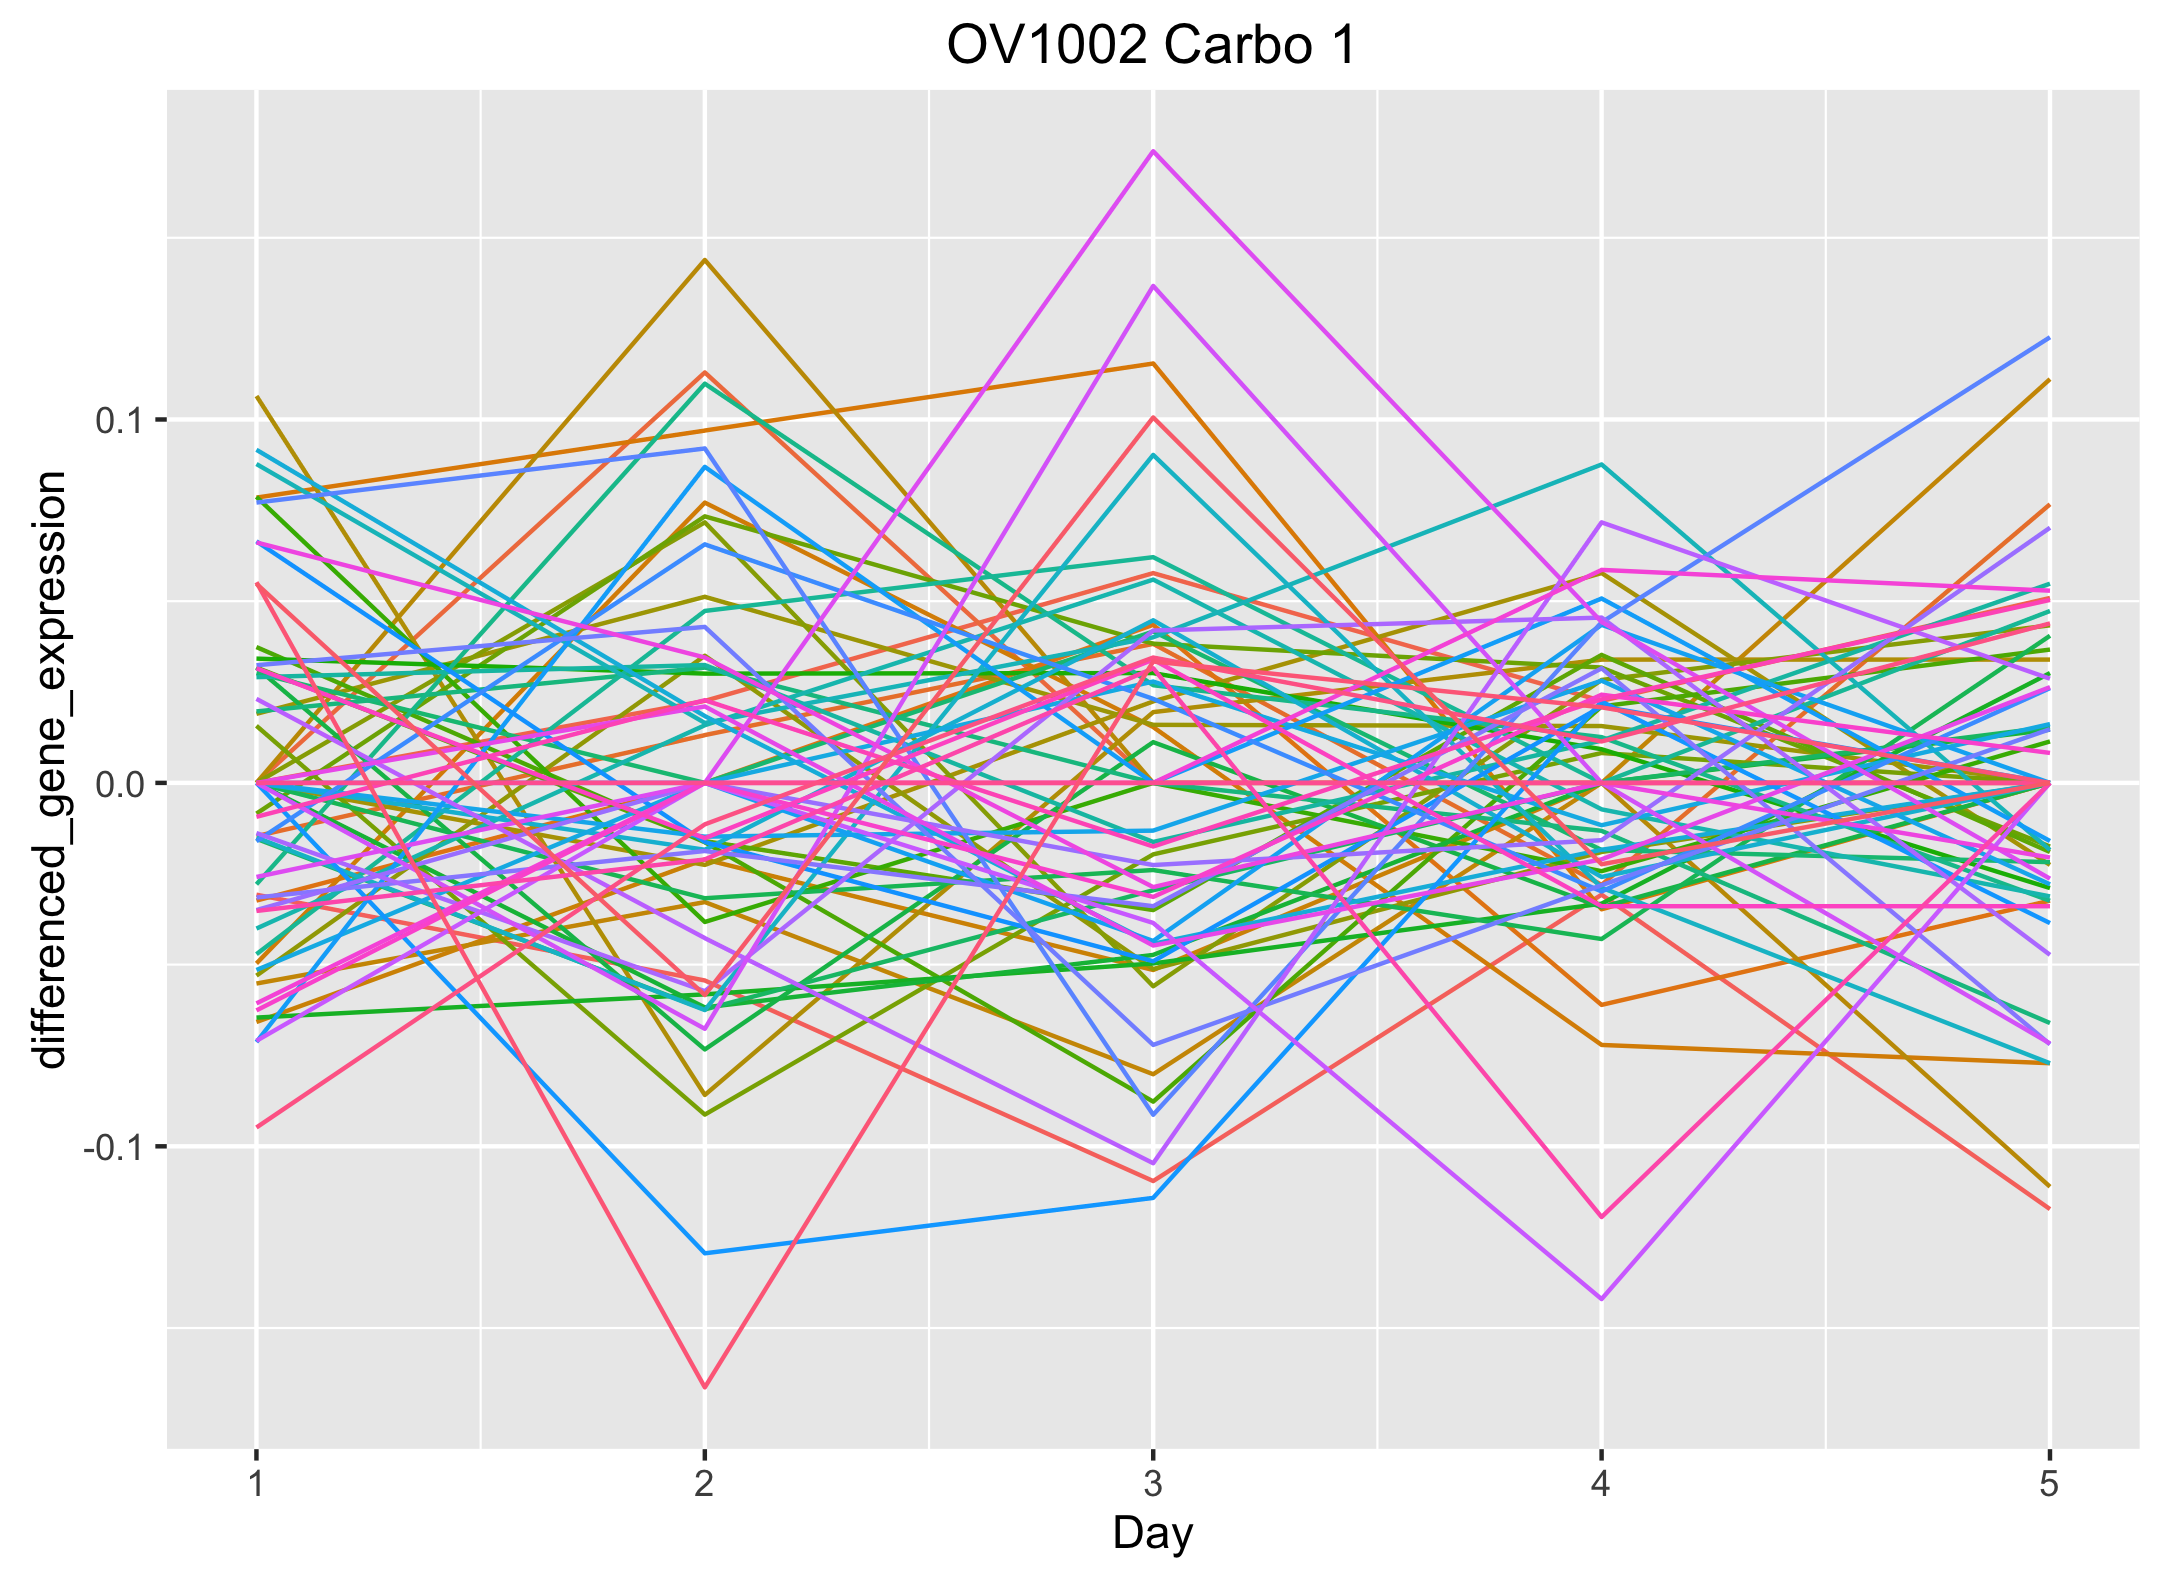 OV1002 Carbo 1
differenced_gene_expression
0.1
0.0
-0.1
1 2 3 4 5
Day